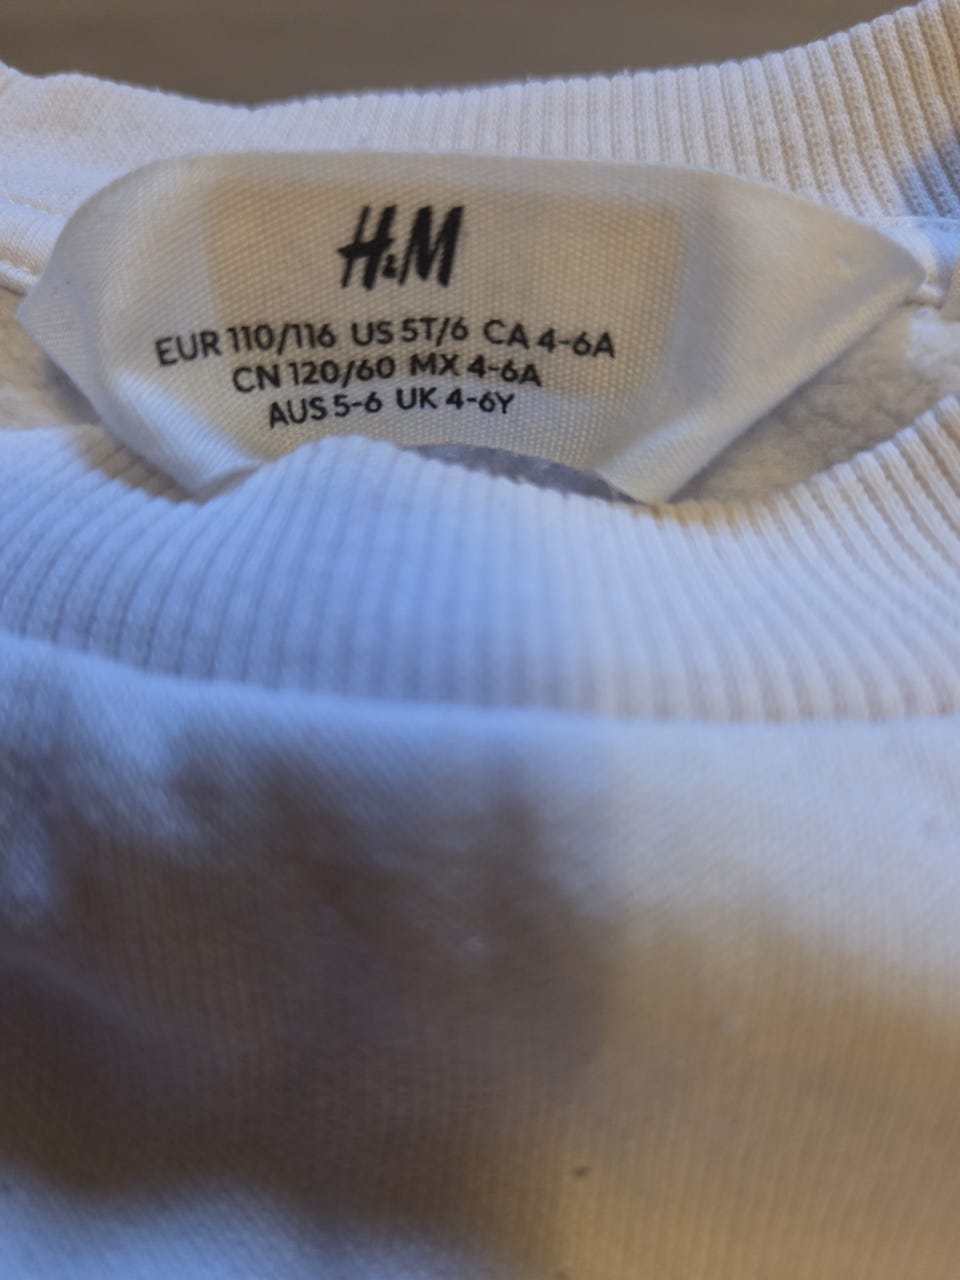 H&M
EUR 110/116 US 5T/6 CA 4-6A
CN 120/60 MX 4-6A
AUS 5-6 UK 4-6Y